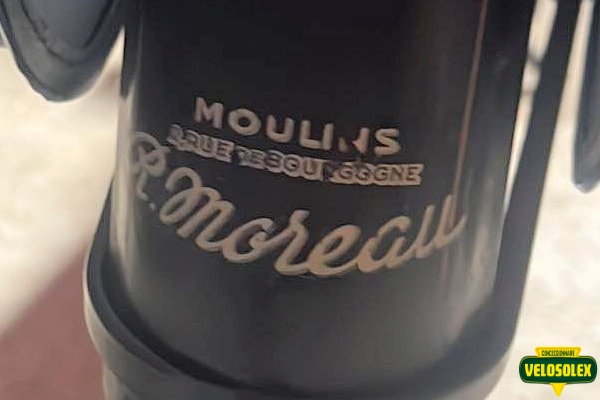 MOULINS
RUE DE BOURGOGNE
R. Moreau
CONCESSIONNAIRE
VELOSOLEX